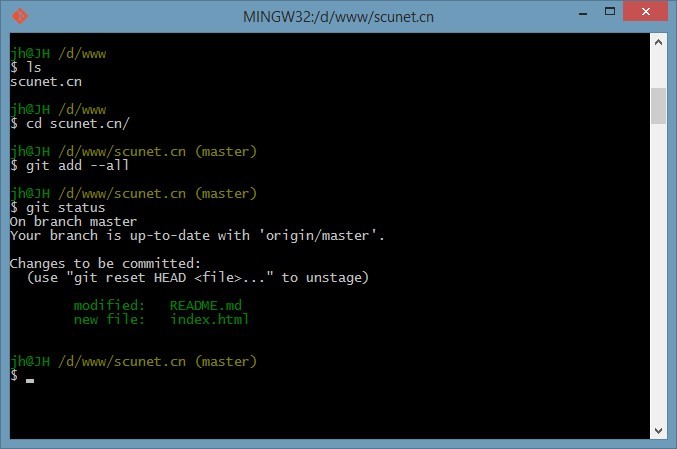 MINGW32:/d/www/scunet.cn
jh@JH /d/www
$ ls
scunet.cn
jh@JH /d/www
$ cd scunet.cn/
jh@JH /d/www/scunet.cn (master)
$ git add --all
jh@JH /d/www/scunet.cn (master)
$ git status
On branch master
Your branch is up-to-date with 'origin/master'.
Changes to be committed:
  (use "git reset HEAD <file>..." to unstage)
        modified:   README.md
        new file:   index.html
jh@JH /d/www/scunet.cn (master)
$